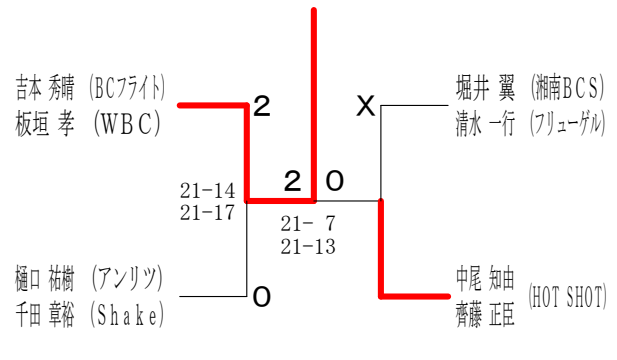 吉本 秀晴 (BCフライト)
板垣 孝 (WBC)
2
X
堀井 翼 (湘南BCS)
清水 一行 (フリューゲル)
21-14
21-17
2 0
21- 7
21-13
樋口 祐樹 (アンリツ)
千田 章裕 (Shake)
0
中尾 知由
齊藤 正臣
(HOT SHOT)